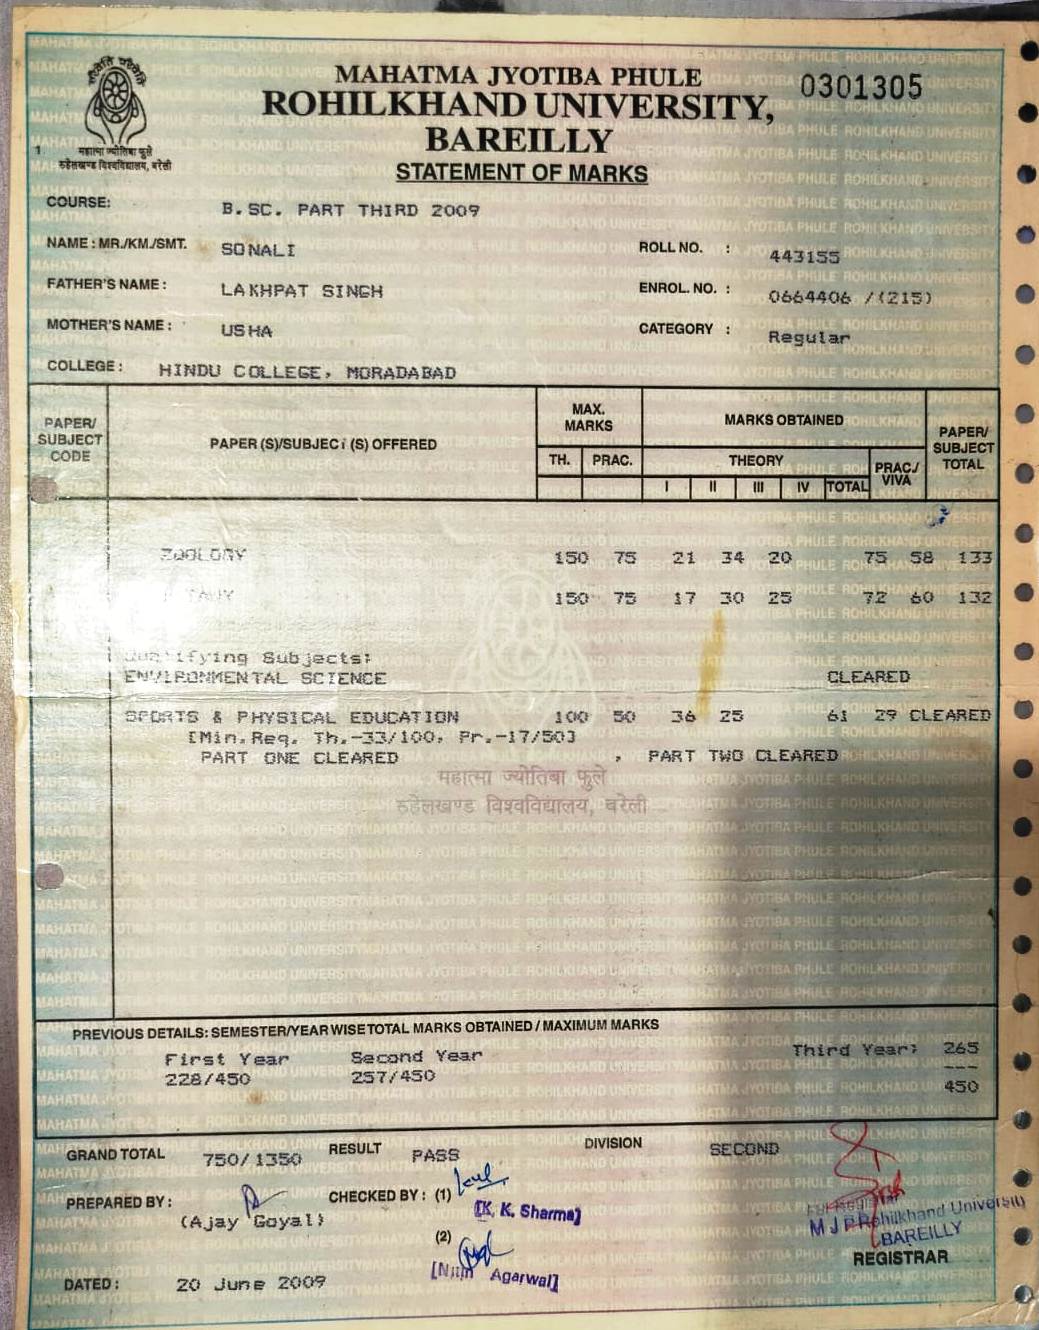 MAHATMA JYOTIBA PHULE
ROHILKHAND UNIVERSITY,
BAREILLY
STATEMENT OF MARKS
0301305
1
महात्मा ज्योतिबा फुले
रुहेलखण्ड विश्वविद्यालय, बरेली
COURSE: B.SC. PART THIRD 2009
NAME : MR./KM./SMT. SONALI ROLL NO. : 443155
FATHER'S NAME : LAKHPAT SINGH ENROL. NO. : 0664406 /(215)
MOTHER'S NAME : USHA CATEGORY : Regular
COLLEGE : HINDU COLLEGE, MORADABAD
PAPER/ SUBJECT CODE PAPER (S)/SUBJECT (S) OFFERED MAX. MARKS MARKS OBTAINED PAPER/ SUBJECT TOTAL
TH. PRAC. THEORY PRAC./ VIVA
I II III IV TOTAL
ZOOLOGY 150 75 21 34 20 75 58 133
150 75 17 30 25 72 60 132
Qualifying Subjects:
ENVIRONMENTAL SCIENCE CLEARED
SPORTS & PHYSICAL EDUCATION 100 50 36 25 61 29 CLEARED
[Min.Req. Th.-33/100, Pr.-17/50]
PART ONE CLEARED , PART TWO CLEARED
महात्मा ज्योतिबा फुले
रुहेलखण्ड विश्वविद्यालय, बरेली
PREVIOUS DETAILS: SEMESTER/YEAR WISE TOTAL MARKS OBTAINED / MAXIMUM MARKS
First Year Second Year Third Year: 265
228/450 257/450 ---
450
GRAND TOTAL 750/1350 RESULT PASS DIVISION SECOND
PREPARED BY : (Ajay Goyal) CHECKED BY : (1) [K. K. Sharma]
(2) [Nitin Agarwal]
M J P Rohilkhand University
BAREILLY
REGISTRAR
DATED : 20 June 2009